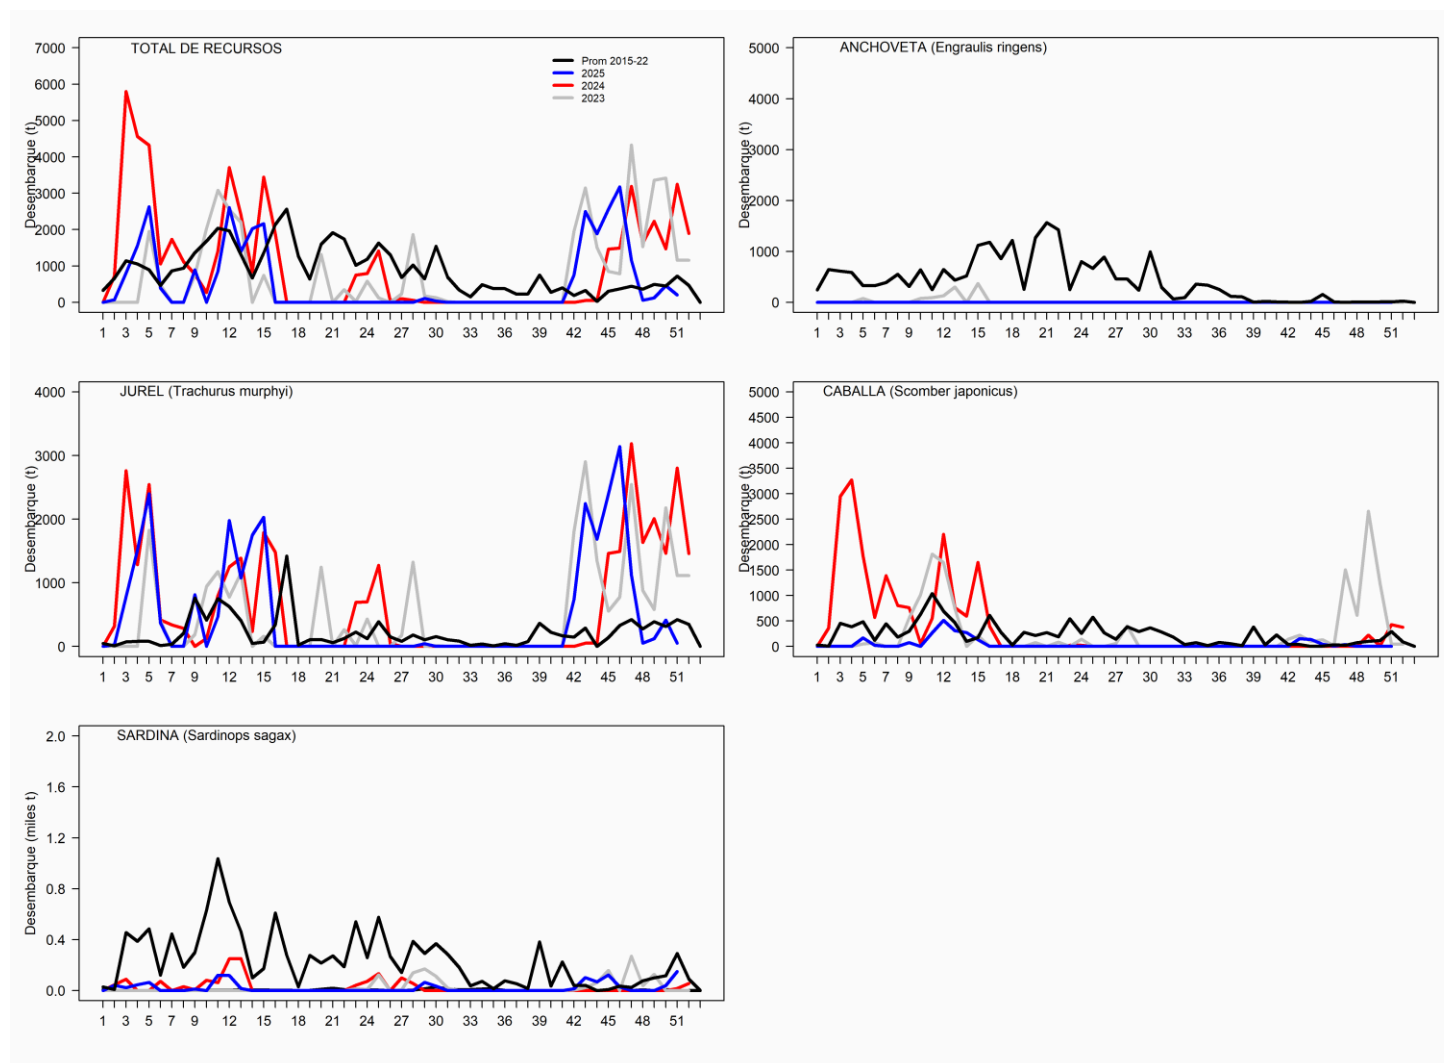 TOTAL DE RECURSOS
Prom 2015-22
2025
2024
2023
Desembarque (t)
7000
6000
5000
4000
3000
2000
1000
0
1 3 5 7 9 12 15 18 21 24 27 30 33 36 39 42 45 48 51
ANCHOVETA (Engraulis ringens)
Desembarque (t)
5000
4000
3000
2000
1000
0
1 3 5 7 9 12 15 18 21 24 27 30 33 36 39 42 45 48 51
JUREL (Trachurus murphyi)
Desembarque (t)
4000
3000
2000
1000
0
1 3 5 7 9 12 15 18 21 24 27 30 33 36 39 42 45 48 51
CABALLA (Scomber japonicus)
Desembarque (t)
5000
4500
4000
3500
3000
2500
2000
1500
1000
500
0
1 3 5 7 9 12 15 18 21 24 27 30 33 36 39 42 45 48 51
SARDINA (Sardinops sagax)
Desembarque (miles t)
2.0
1.6
1.2
0.8
0.4
0.0
1 3 5 7 9 12 15 18 21 24 27 30 33 36 39 42 45 48 51